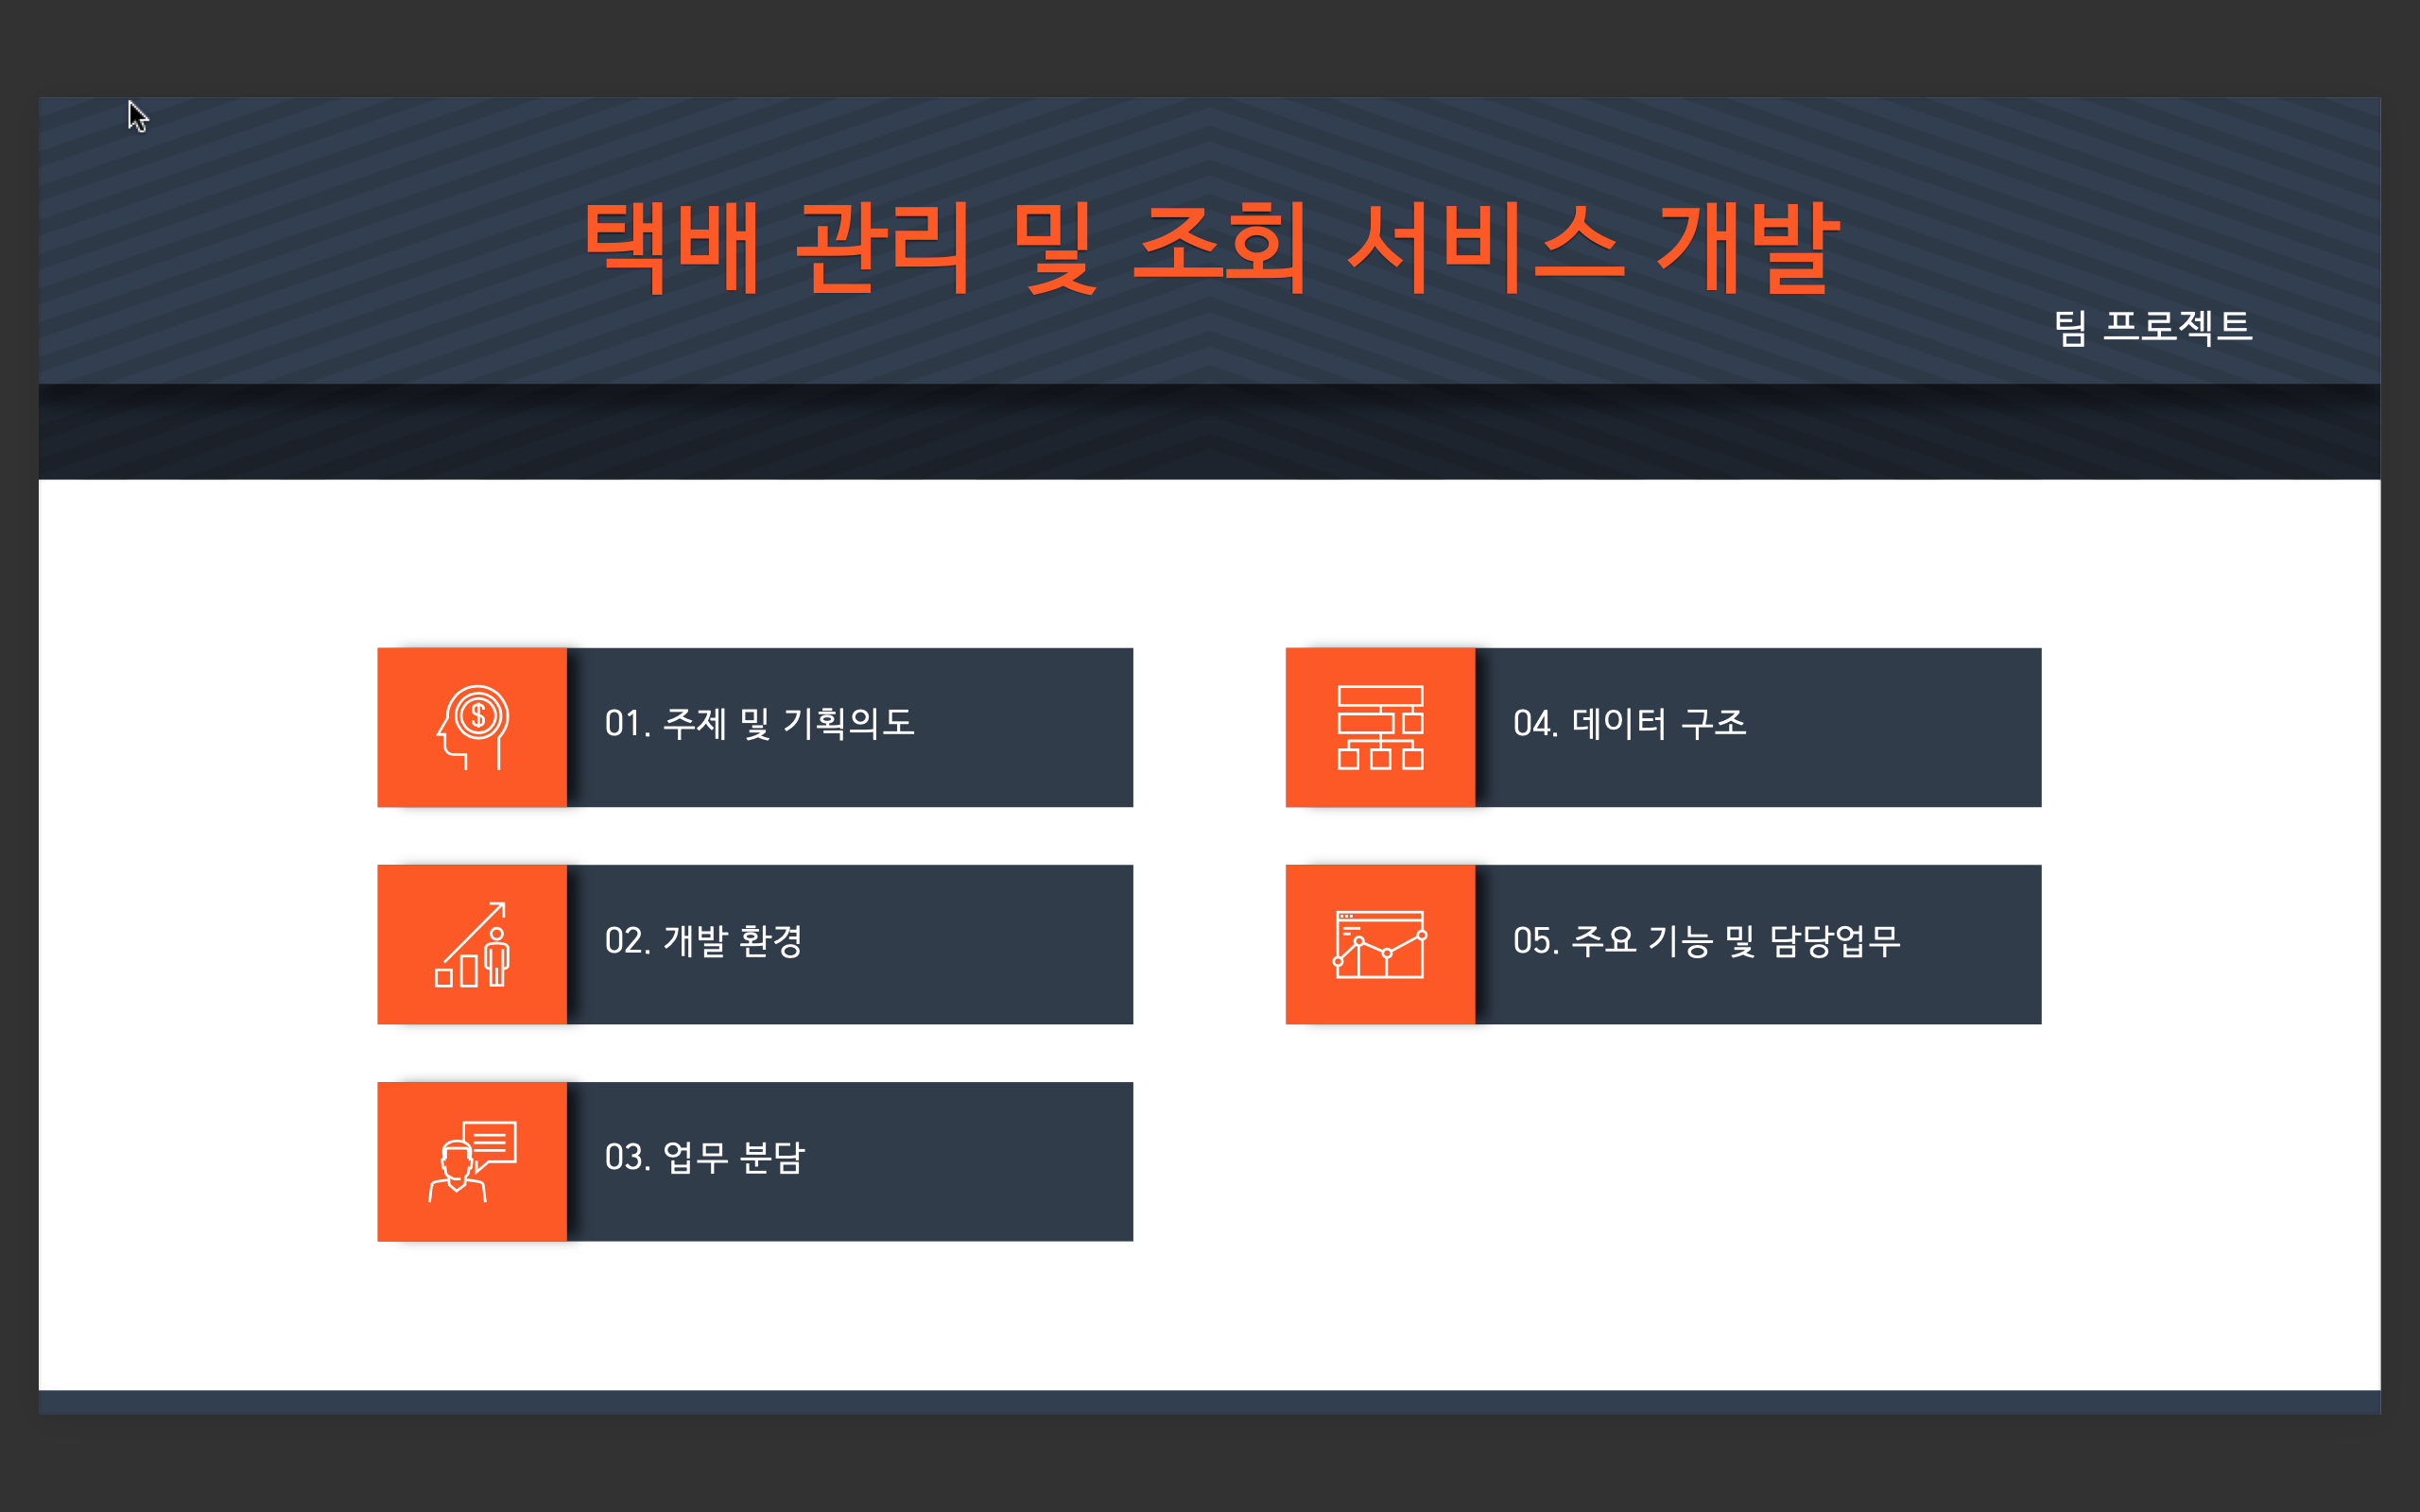 택배 관리 및 조회 서비스 개발
팀 프로젝트
01. 주제 및 기획의도
02. 개발 환경
03. 업무 분담
04. 데이터 구조
05. 주요 기능 및 담당업무